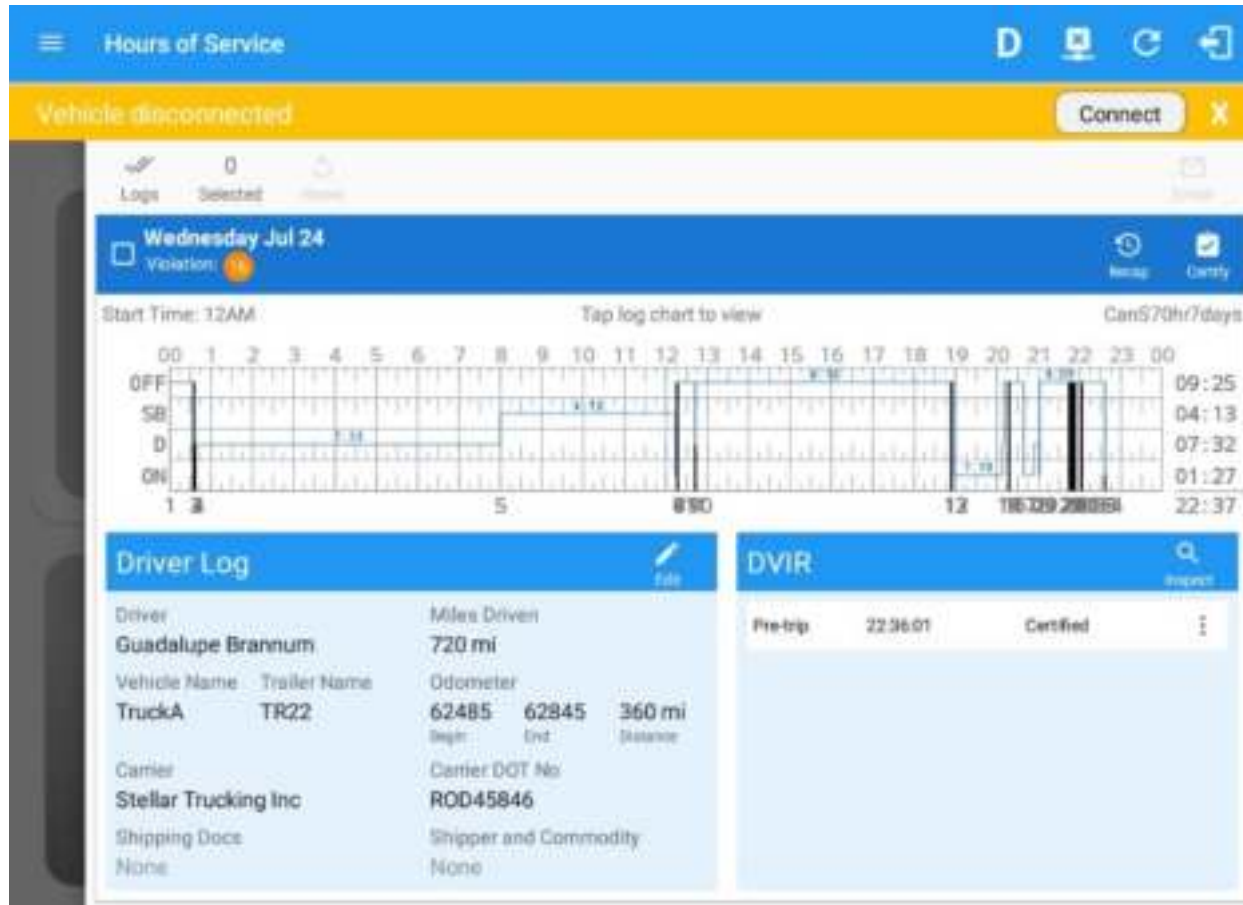 Hours of Service D
Vehicle disconnected Connect X
0
Logs Selected
Wednesday Jul 24
Violation:
Recap Certify
Start Time: 12AM Tap log chart to view CanS70hr7days
00 1 2 3 4 5 6 7 8 9 10 11 12 13 14 15 16 17 18 19 20 21 22 23 00
OFF 09:25
SB 04:13
D 07:32
ON 01:27
1 5 12 22:37
Driver Log Edit
DVIR Inspect
Driver Miles Driven
Guadalupe Brannum 720 mi
Vehicle Name Trailer Name Odometer
TruckA TR22 62485 62845 360 mi
Begin End Distance
Carrier Carrier DOT No
Stellar Trucking Inc ROD45846
Shipping Docs Shipper and Commodity
None None
Pre-trip 22:36:01 Certified